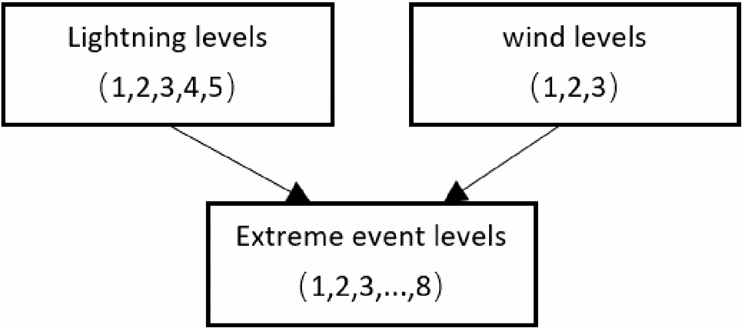 Lightning levels
(1,2,3,4,5)
wind levels
(1,2,3)
Extreme event levels
(1,2,3,...,8)